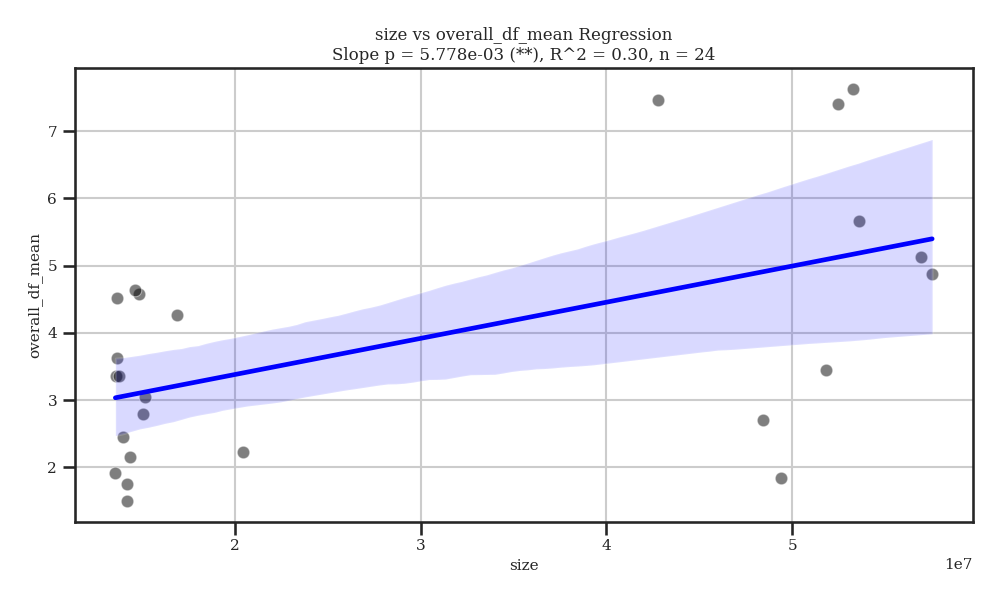 size vs overall_df_mean Regression
Slope p = 5.778e-03 (**), R^2 = 0.30, n = 24
overall_df_mean
7
6
5
4
3
2
2
3
4
5
1e7
size